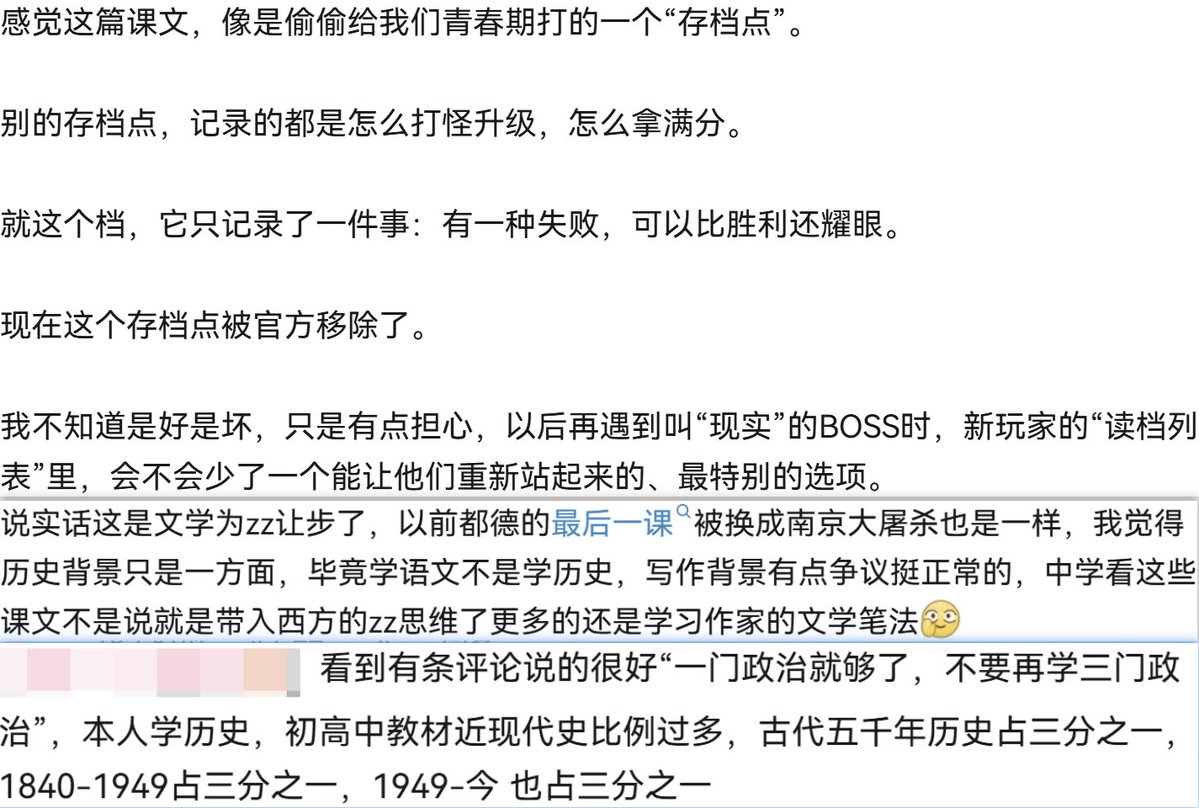 感觉这篇课文，像是偷偷给我们青春期打的一个“存档点”。
别的存档点，记录的都是怎么打怪升级，怎么拿满分。
就这个档，它只记录了一件事：有一种失败，可以比胜利还耀眼。
现在这个存档点被官方移除了。
我不知道是好是坏，只是有点担心，以后再遇到叫“现实”的BOSS时，新玩家的“读档列
表”里，会不会少了一个能让他们重新站起来的、最特别的选项。
说实话这是文学为zz让步了，以前都德的最后一课被换成南京大屠杀也是一样，我觉得
历史背景只是一方面，毕竟学语文不是学历史，写作背景有点争议挺正常的，中学看这些
课文不是说就是带入西方的zz思维了更多的还是学习作家的文学笔法🤔
看到有条评论说的很好“一门政治就够了，不要再学三门政
治”，本人学历史，初高中教材近现代史比例过多，古代五千年历史占三分之一，
1840-1949占三分之一，1949-今 也占三分之一